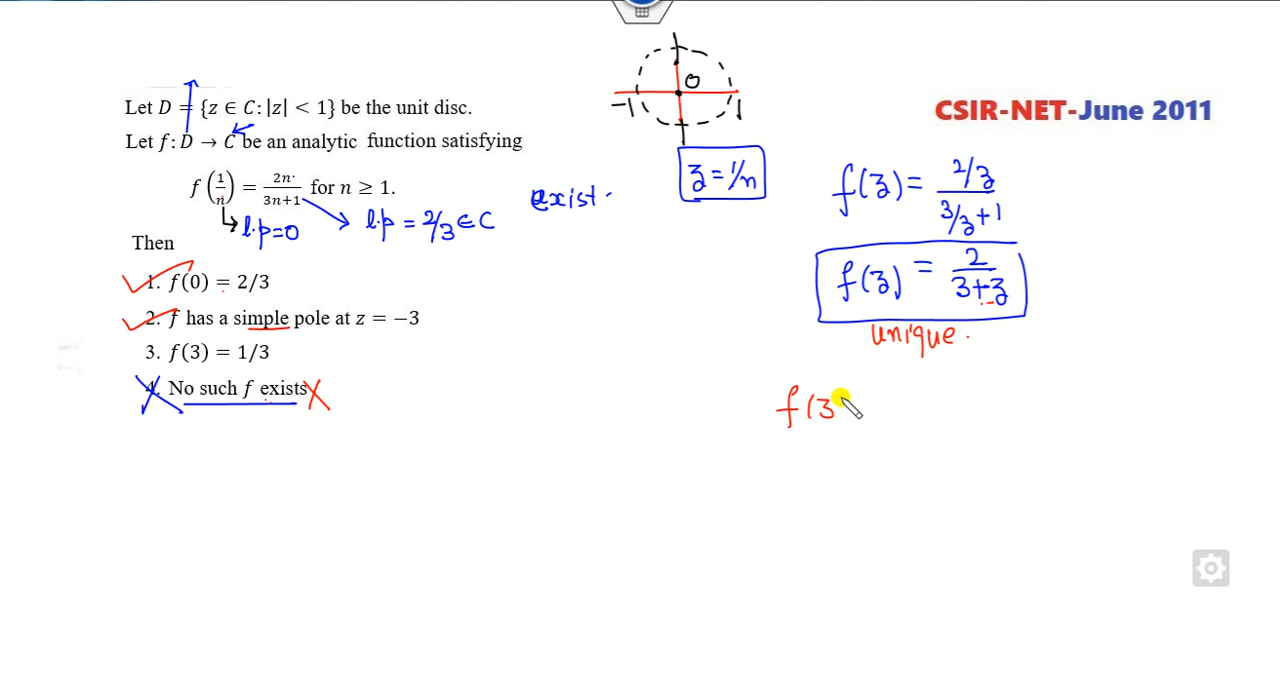 O
-1
1
Let D = {z ∈ C: |z| < 1} be the unit disc.
CSIR-NET-June 2011
Let f: D → C be an analytic function satisfying
f(1/n) = 2n/(3n+1) for n ≥ 1.
exist.
z = 1/n
f(z) = (2/z)/(3/z+1)
l.p=0
l.p = 2/3 ∈ C
Then
1. f(0) = 2/3
f(z) = 2/(3+z)
2. f has a simple pole at z = −3
unique.
3. f(3) = 1/3
4. No such f exists
f(3